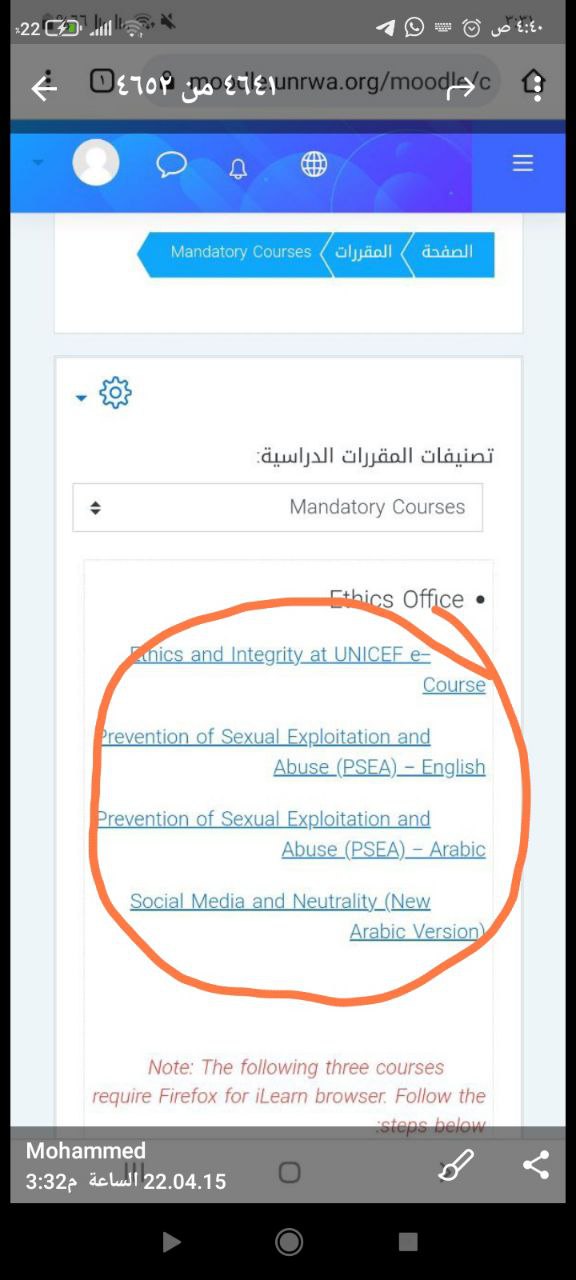 %22
٤:٤٠ ص
٤٦٤١ من ٤٦٥٢
moodle.unrwa.org/moodle/c
الصفحة
المقررات
Mandatory Courses
تصنيفات المقررات الدراسية:
Mandatory Courses
• Ethics Office
Ethics and Integrity at UNICEF e-
Course
Prevention of Sexual Exploitation and
Abuse (PSEA) – English
Prevention of Sexual Exploitation and
Abuse (PSEA) – Arabic
Social Media and Neutrality (New
Arabic Version)
Note: The following three courses
require Firefox for iLearn browser. Follow the
steps below:
Mohammed
22.04.15 الساعة 3:32م